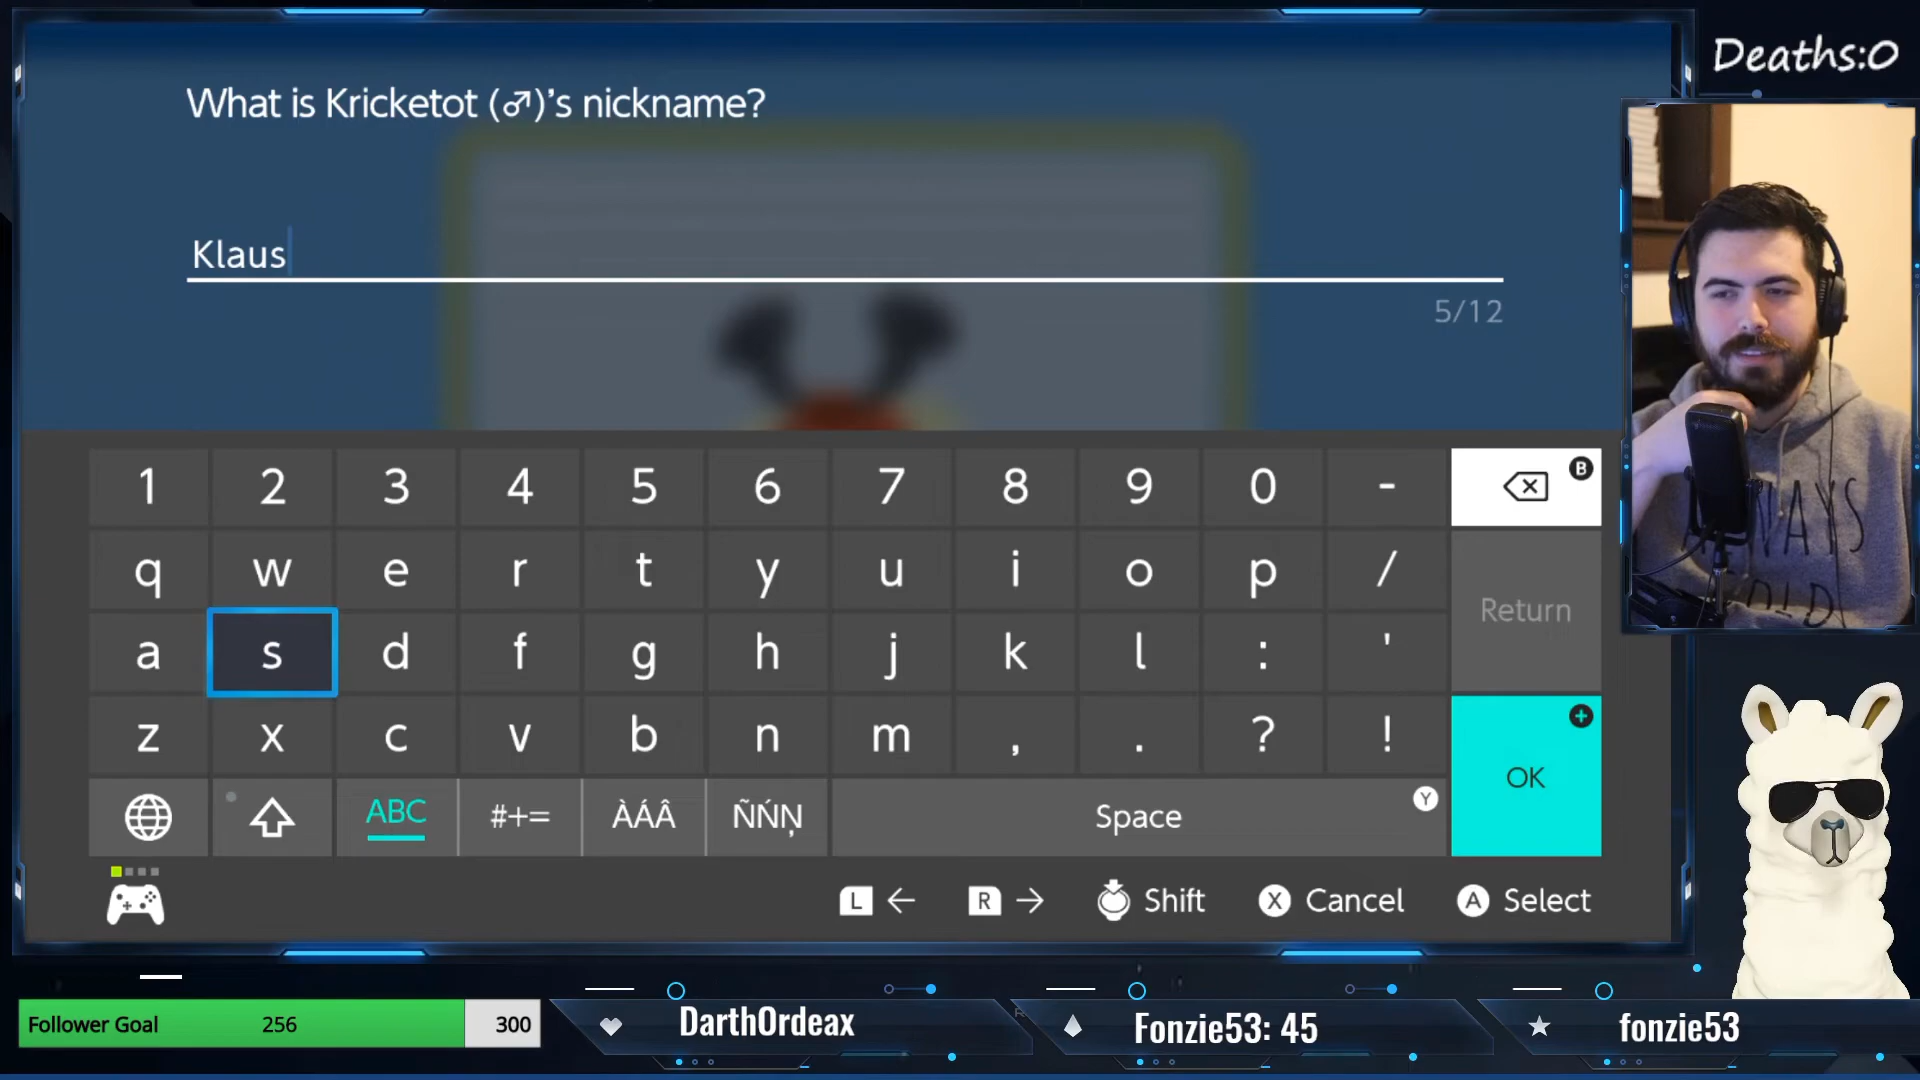 Deaths:0
What is Kricketot (♂)'s nickname?
Klaus
5/12
1 2 3 4 5 6 7 8 9 0 - B
q w e r t y u i o p / Return
a s d f g h j k l : '
z x c v b n m , . ? ! + OK
ABC #+= ÀÁÂ ÑŃŅ Space Y
L ← R → Shift X Cancel A Select
Follower Goal 256 300
DarthOrdeax
Fonzie53: 45
fonzie53